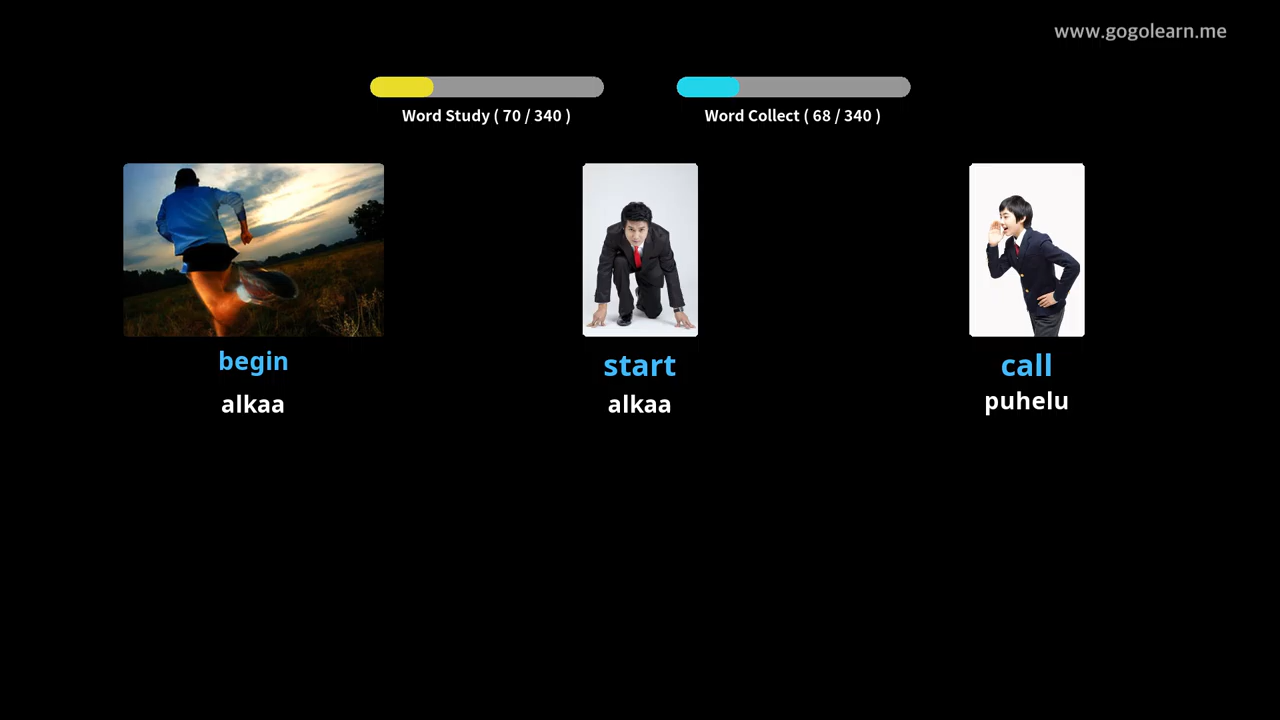 www.gogolearn.me
Word Study ( 70 / 340 )
Word Collect ( 68 / 340 )
begin
start
call
alkaa
alkaa
puhelu